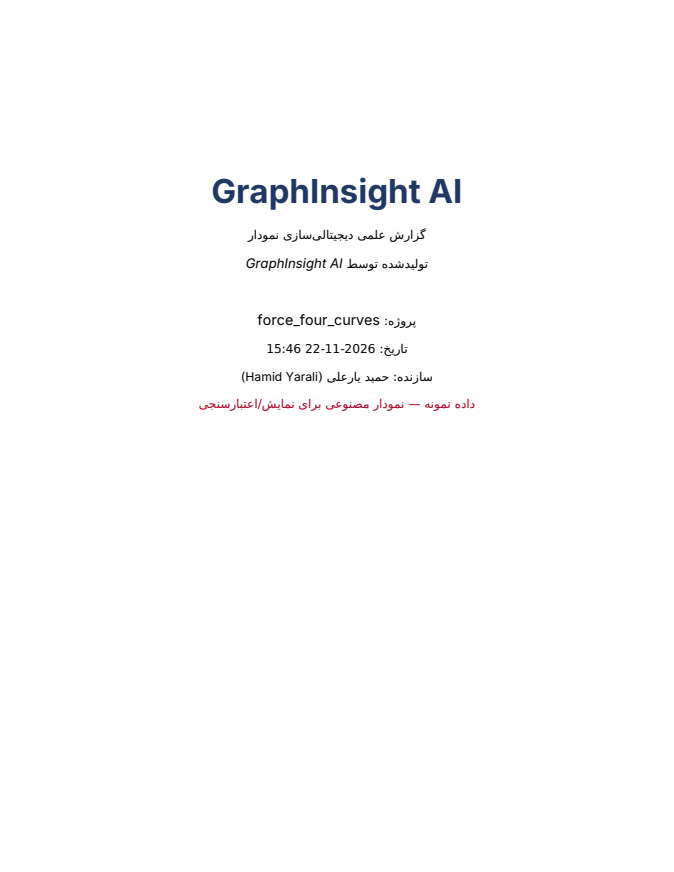 GraphInsight AI
گزارش علمی دیجیتالی‌سازی نمودار
تولیدشده توسط GraphInsight AI
پروژه: force_four_curves
تاریخ: 2026-11-22 15:46
سازنده: حمید یارعلی (Hamid Yarali)
داده نمونه — نمودار مصنوعی برای نمایش/اعتبارسنجی